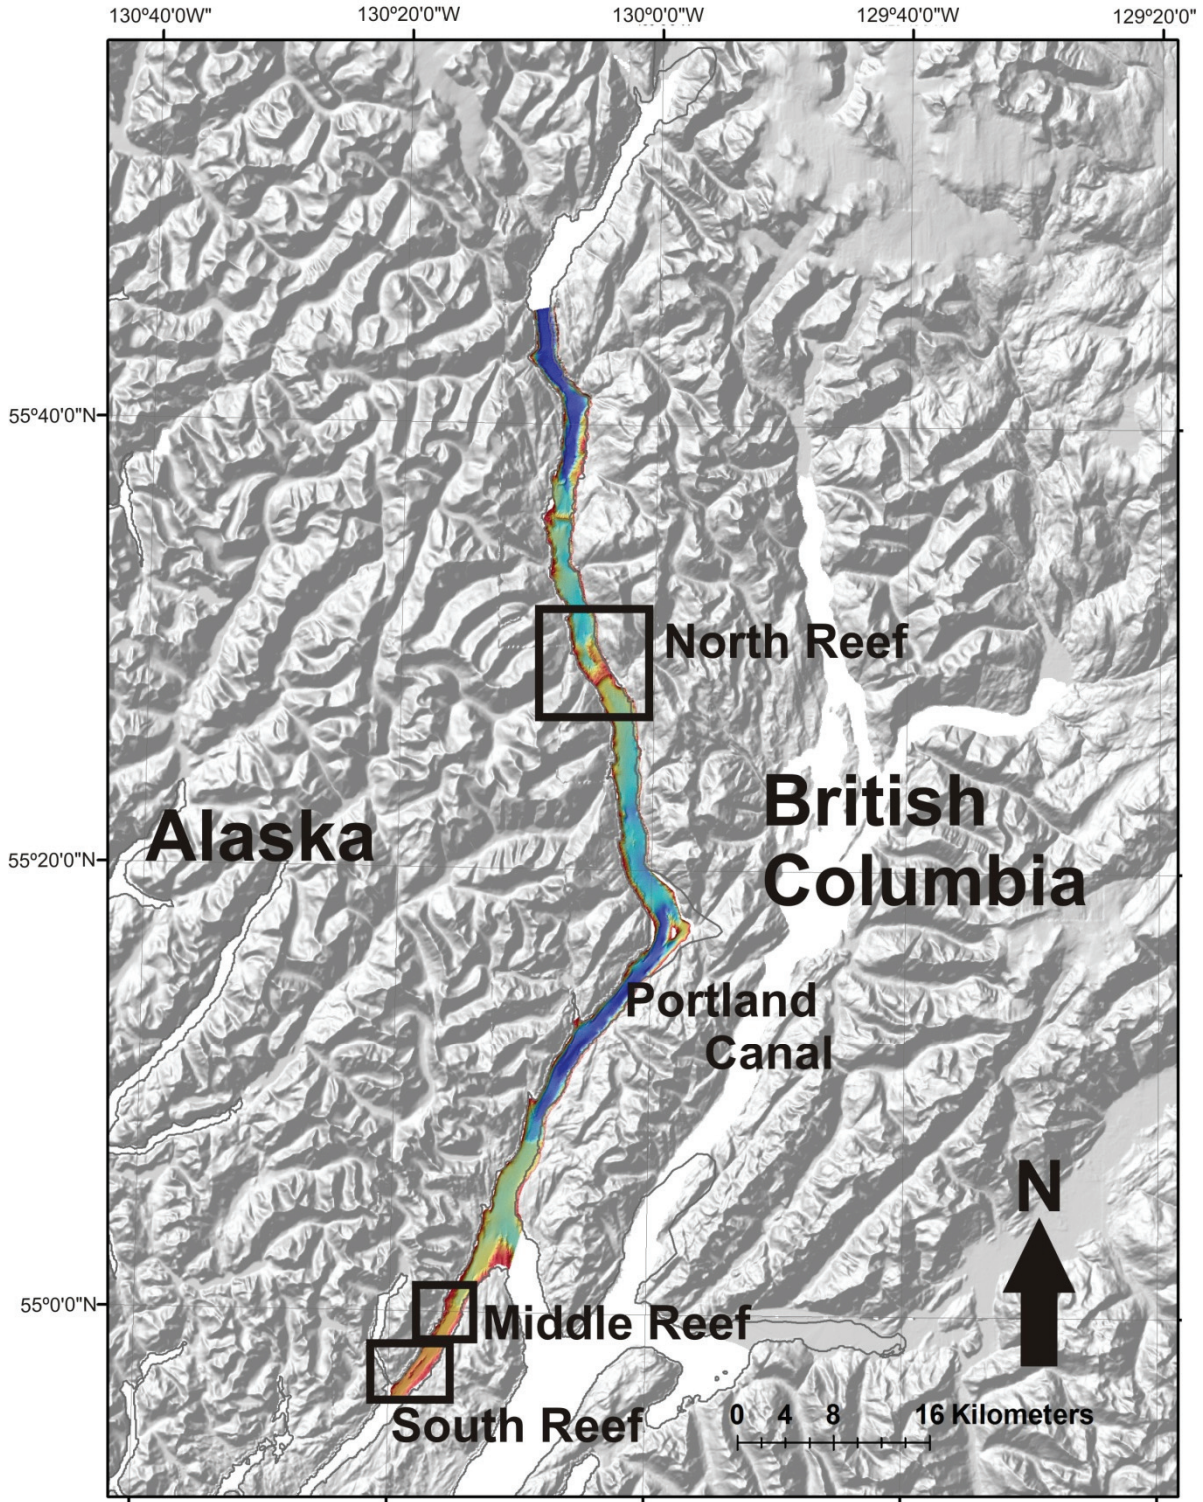 130°40'0"W 130°20'0"W 130°0'0"W 129°40'0"W 129°20'
55°40'0"N
North Reef
British
Alaska
55°20'0"N
Columbia
Portland
Canal
N
55°0'0"N
Middle Reef
South Reef
0 4 8 16 Kilometers